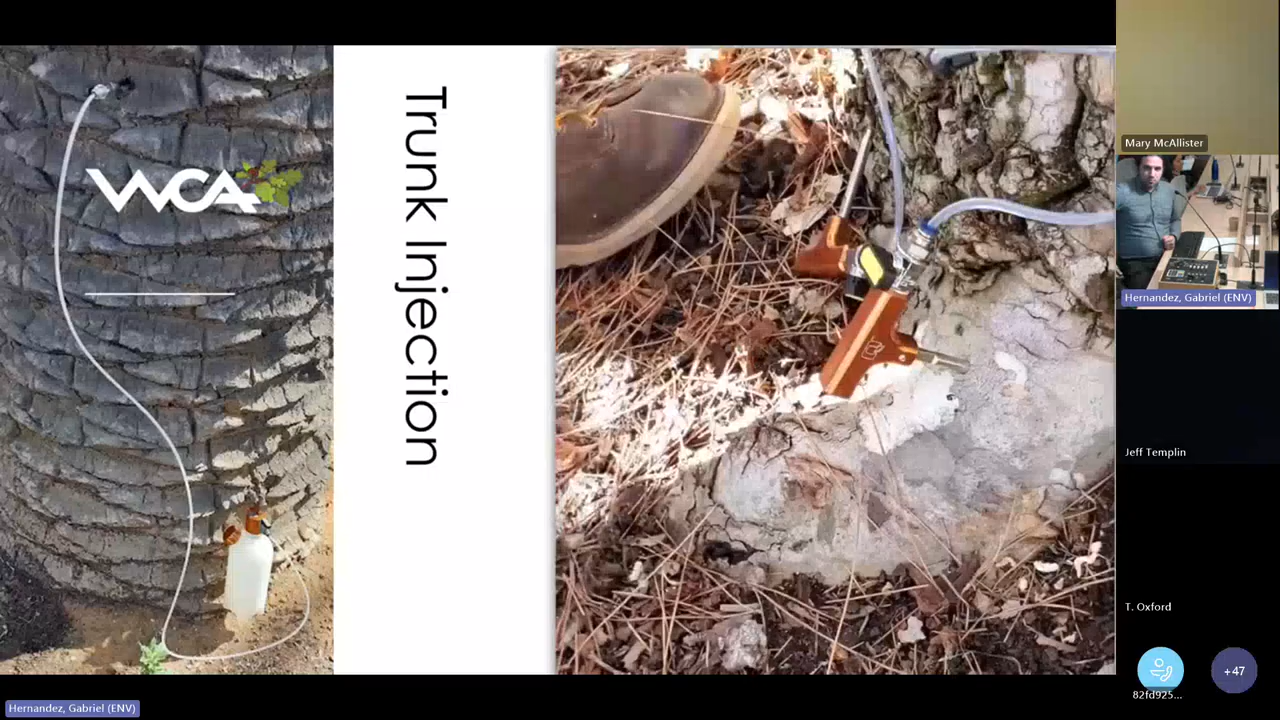 WCA
Trunk Injection
Mary McAllister
Hernandez, Gabriel (ENV)
Jeff Templin
T. Oxford
82fd925...
+47
Hernandez, Gabriel (ENV)